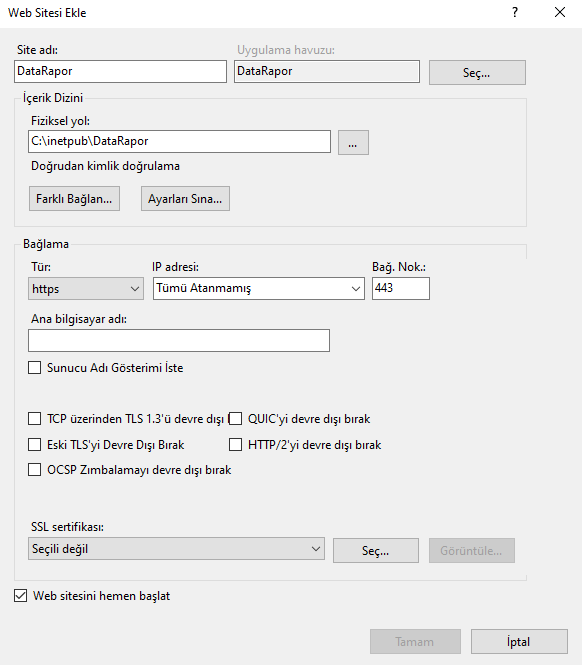 Web Sitesi Ekle
?
Site adı:
Uygulama havuzu:
DataRapor
DataRapor
Seç...
İçerik Dizini
Fiziksel yol:
C:\inetpub\DataRapor
...
Doğrudan kimlik doğrulama
Farklı Bağlan...
Ayarları Sına...
Bağlama
Tür:
IP adresi:
Bağ. Nok.:
https
Tümü Atanmamış
443
Ana bilgisayar adı:
Sunucu Adı Gösterimi İste
TCP üzerinden TLS 1.3'ü devre dışı
QUIC'yi devre dışı bırak
Eski TLS'yi Devre Dışı Bırak
HTTP/2'yi devre dışı bırak
OCSP Zımbalamayı devre dışı bırak
SSL sertifikası:
Seçili değil
Seç...
Görüntüle...
Web sitesini hemen başlat
Tamam
İptal